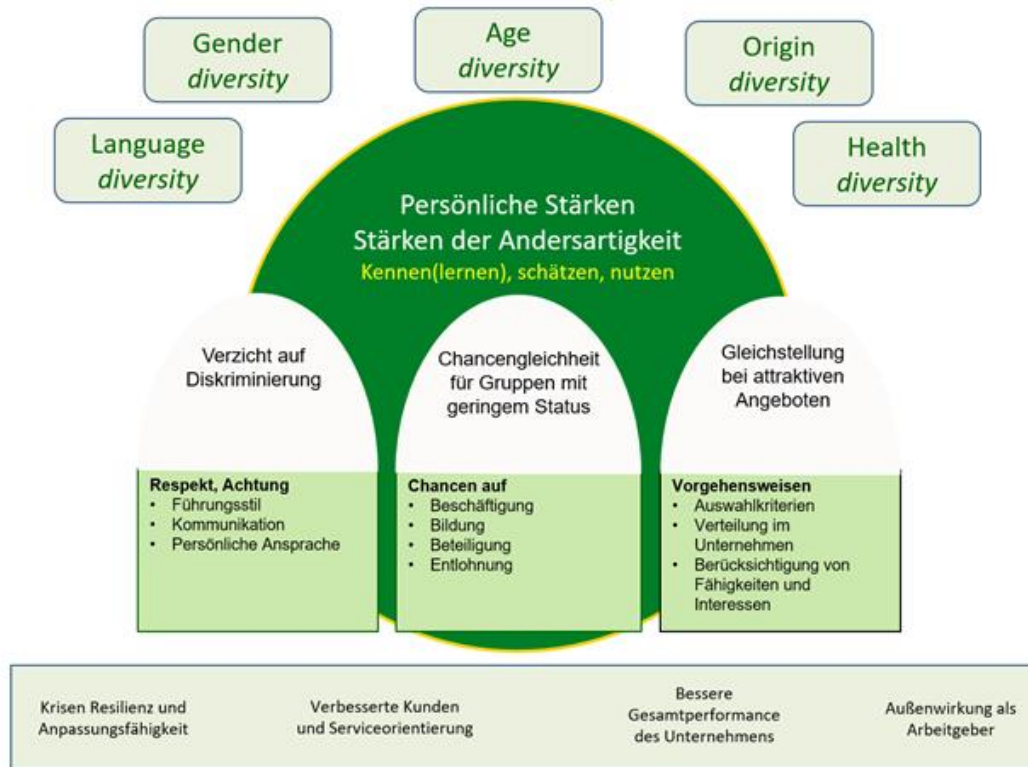 Gender
diversity
Age
diversity
Origin
diversity
Language
diversity
Health
diversity
Persönliche Stärken
Stärken der Andersartigkeit
Kennen(lernen), schätzen, nutzen
Verzicht auf
Diskriminierung
Chancengleichheit
für Gruppen mit
geringem Status
Gleichstellung
bei attraktiven
Angeboten
Respekt, Achtung
• Führungsstil
• Kommunikation
• Persönliche Ansprache
Chancen auf
• Beschäftigung
• Bildung
• Beteiligung
• Entlohnung
Vorgehensweisen
• Auswahlkriterien
• Verteilung im
Unternehmen
• Berücksichtigung von
Fähigkeiten und
Interessen
Krisen Resilienz und
Anpassungsfähigkeit
Verbesserte Kunden
und Serviceorientierung
Bessere
Gesamtperformance
des Unternehmens
Außenwirkung als
Arbeitgeber